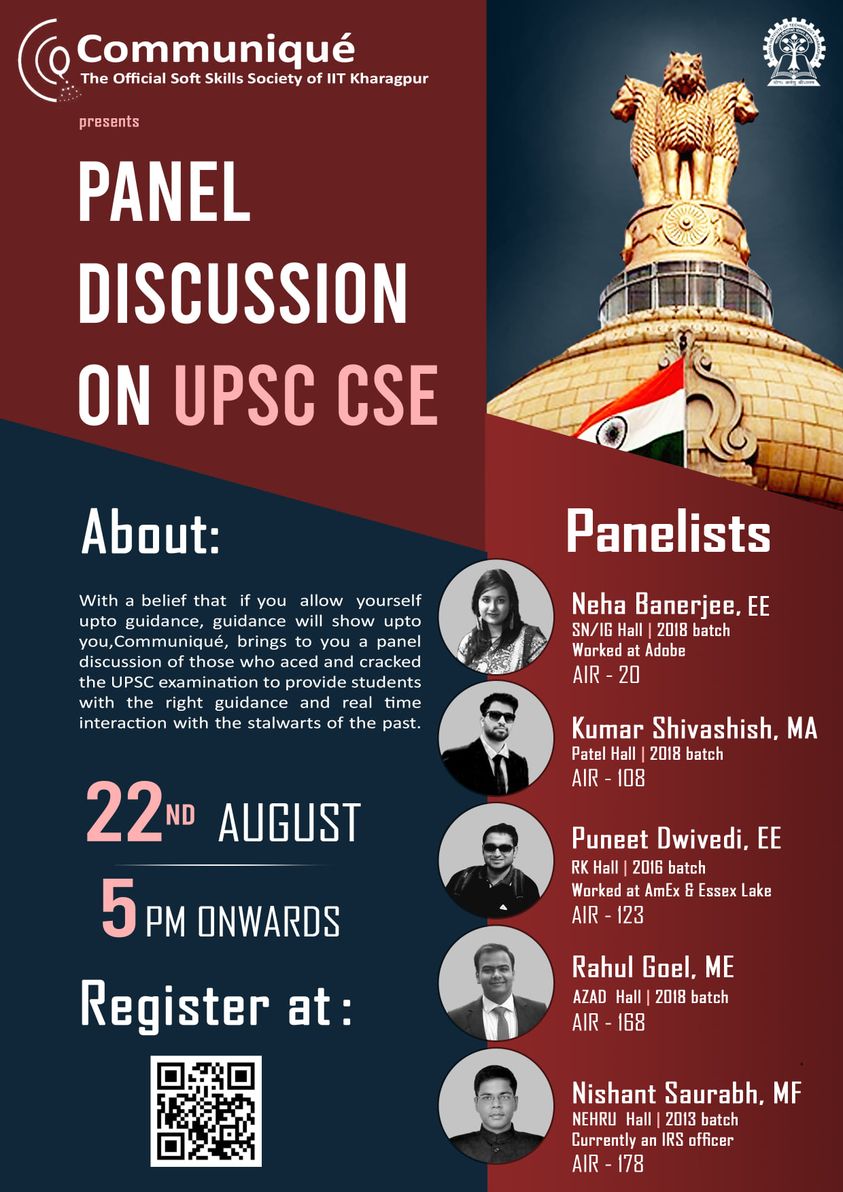 Communiqué
The Official Soft Skills Society of IIT Kharagpur
presents
PANEL
DISCUSSION
ON UPSC CSE
About:
With a belief that if you allow yourself
upto guidance, guidance will show upto
you,Communiqué, brings to you a panel
discussion of those who aced and cracked
the UPSC examination to provide students
with the right guidance and real time
interaction with the stalwarts of the past.
22ND AUGUST
5 PM ONWARDS
Register at :
Panelists
Neha Banerjee, EE
SN/IG Hall | 2018 batch
Worked at Adobe
AIR - 20
Kumar Shivashish, MA
Patel Hall | 2018 batch
AIR - 108
Puneet Dwivedi, EE
RK Hall | 2016 batch
Worked at AmEx & Essex Lake
AIR - 123
Rahul Goel, ME
AZAD Hall | 2018 batch
AIR - 168
Nishant Saurabh, MF
NEHRU Hall | 2013 batch
Currently an IRS officer
AIR - 178